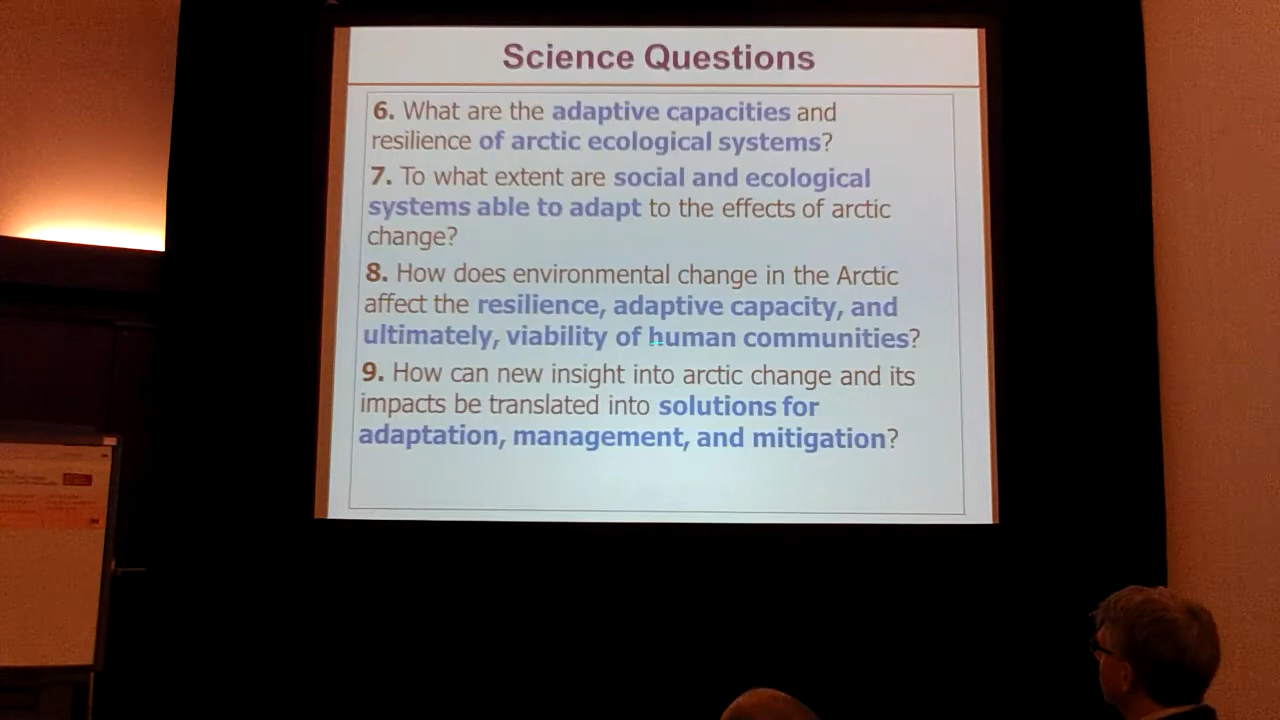 Science Questions
6. What are the adaptive capacities and
resilience of arctic ecological systems?
7. To what extent are social and ecological
systems able to adapt to the effects of arctic
change?
8. How does environmental change in the Arctic
affect the resilience, adaptive capacity, and
ultimately, viability of human communities?
9. How can new insight into arctic change and its
impacts be translated into solutions for
adaptation, management, and mitigation?